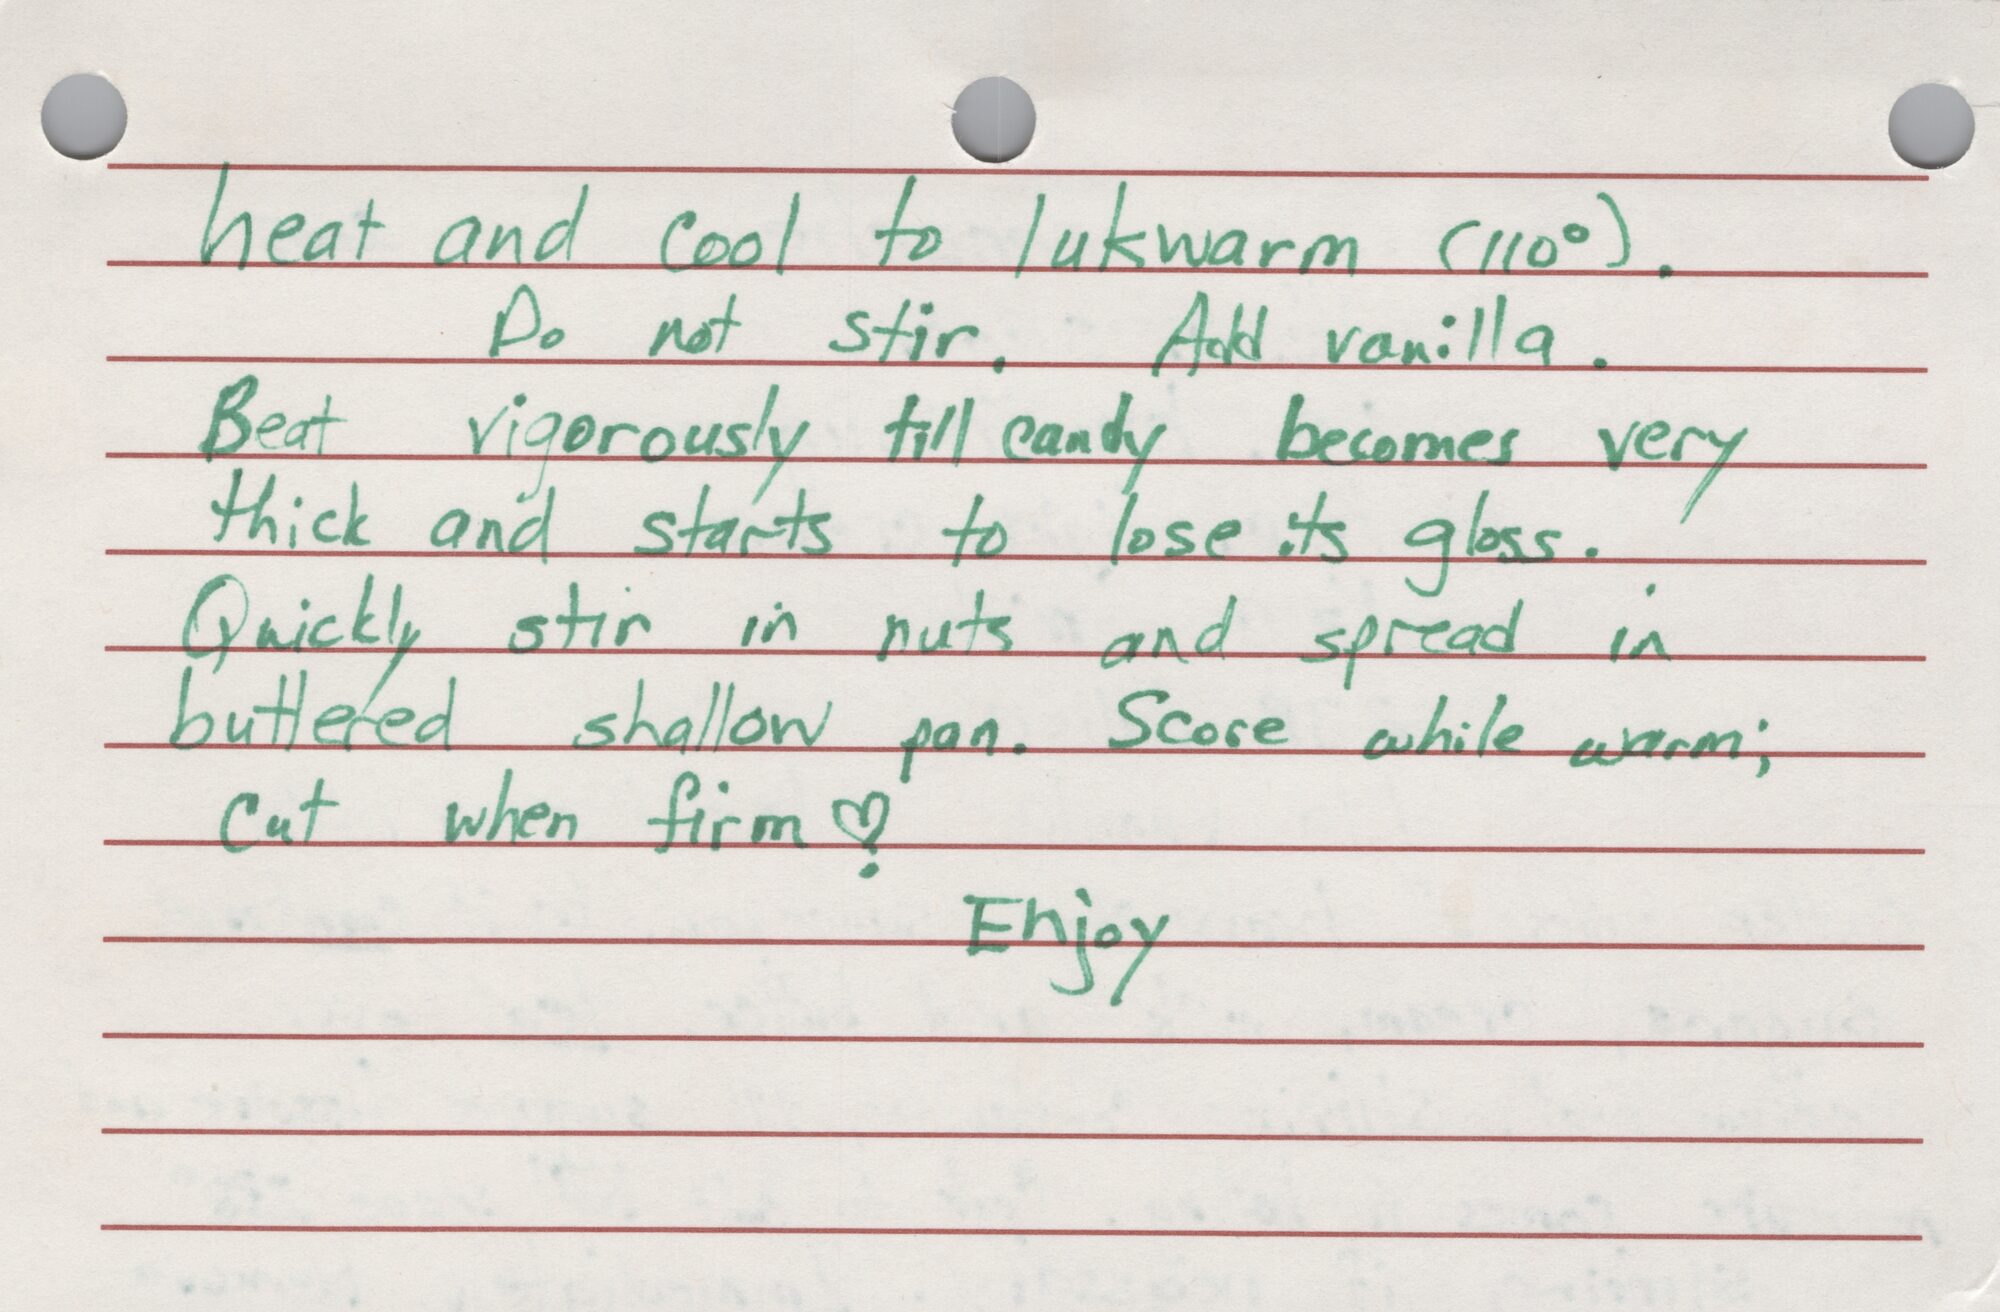 heat and cool to lukwarm (110°).
Do not stir. Add vanilla.
Beat vigorously till candy becomes very
thick and starts to lose its gloss.
Quickly stir in nuts and spread in
buttered shallow pan. Score while warm;
cut when firm♡.
Enjoy